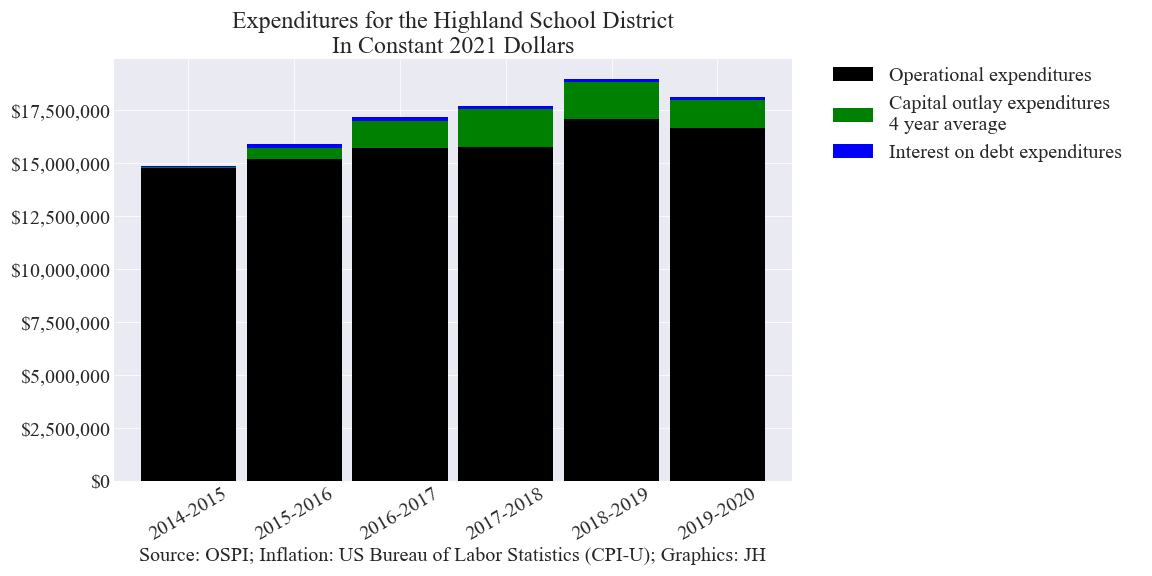 Expenditures for the Highland School District
In Constant 2021 Dollars
Operational expenditures
Capital outlay expenditures
4 year average
Interest on debt expenditures
$17,500,000
$15,000,000
$12,500,000
$10,000,000
$7,500,000
$5,000,000
$2,500,000
$0
2014-2015
2015-2016
2016-2017
2017-2018
2018-2019
2019-2020
Source: OSPI; Inflation: US Bureau of Labor Statistics (CPI-U); Graphics: JH